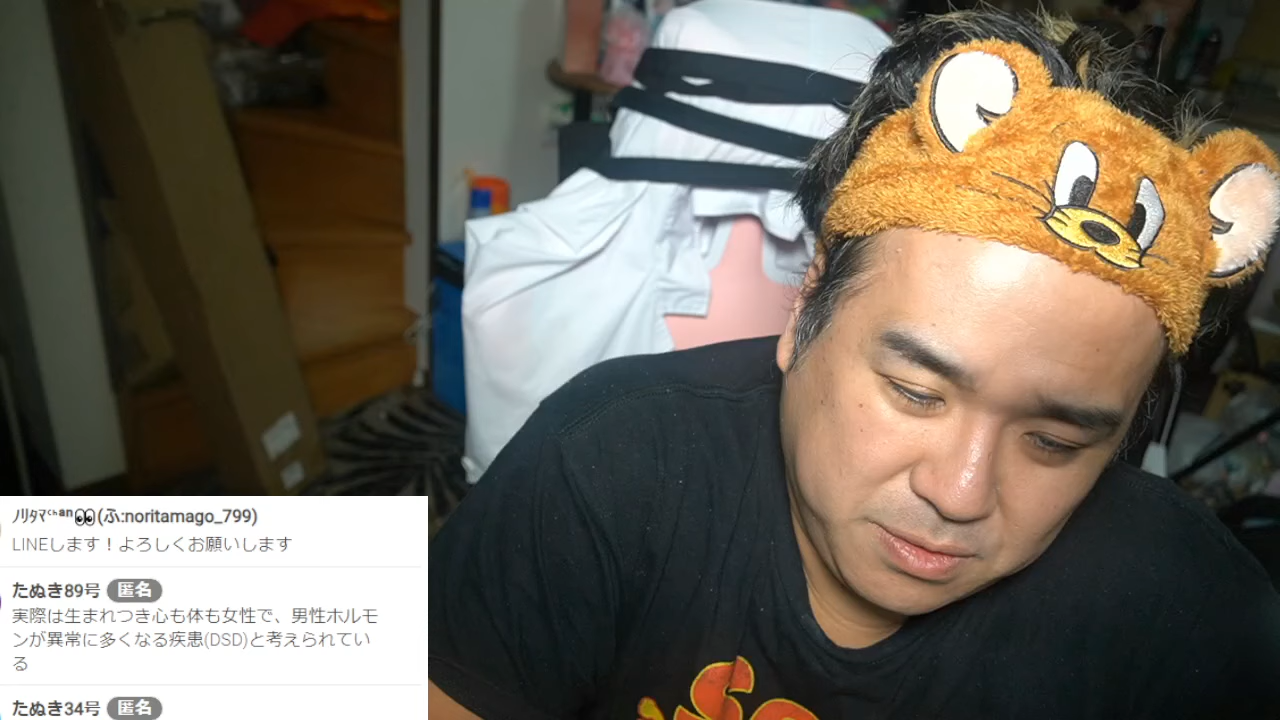 ﾉﾘﾀﾏᶜʰᵃⁿ👀(ふ:noritamago_799)
LINEします！よろしくお願いします
たぬき89号 匿名
実際は生まれつき心も体も女性で、男性ホルモ
ンが異常に多くなる疾患(DSD)と考えられてい
る
たぬき34号 匿名